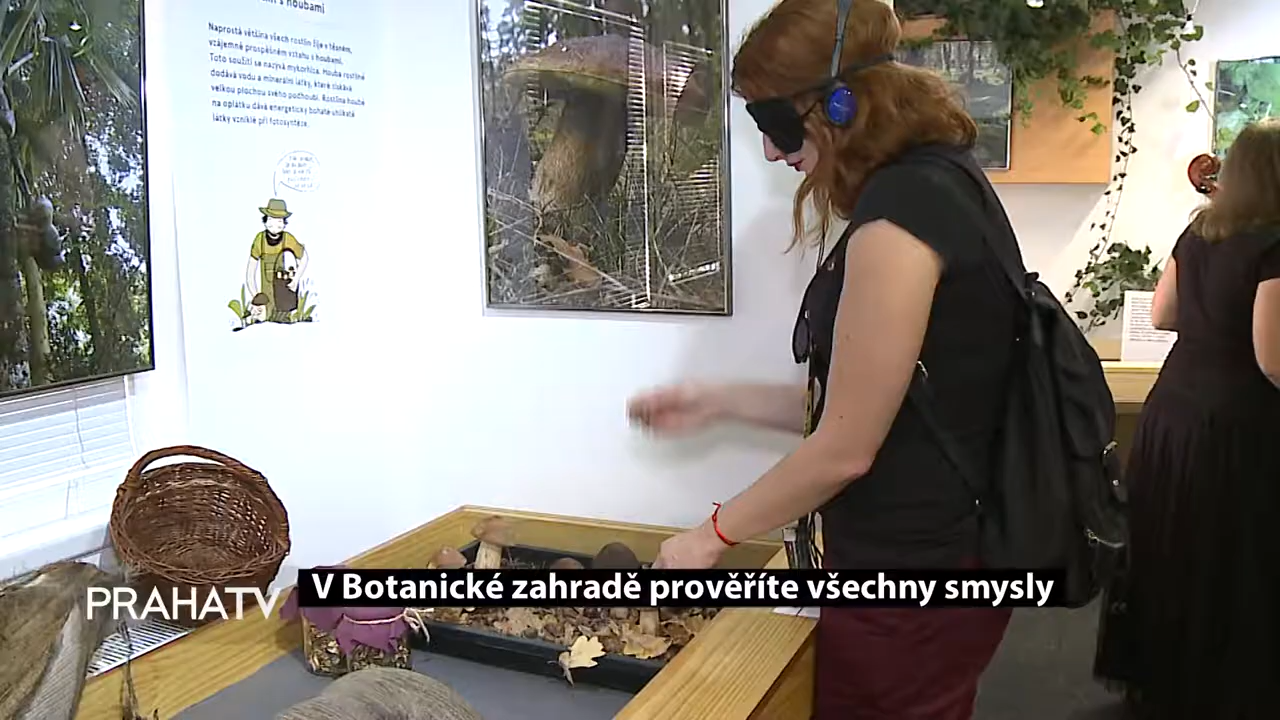 houbami
Naprostá většina všech rostlin žije v těsném,
vzájemně prospěšném vztahu s houbami.
Toto soužití se nazývá mykorhiza. Houba rostlině
dodává vodu a minerální látky, které získává
velkou plochou svého podhoubí. Rostlina houbě
na oplátku dává energeticky bohaté uhlíkaté
látky vzniklé při fotosyntéze.
PRAHATV
V Botanické zahradě prověříte všechny smysly